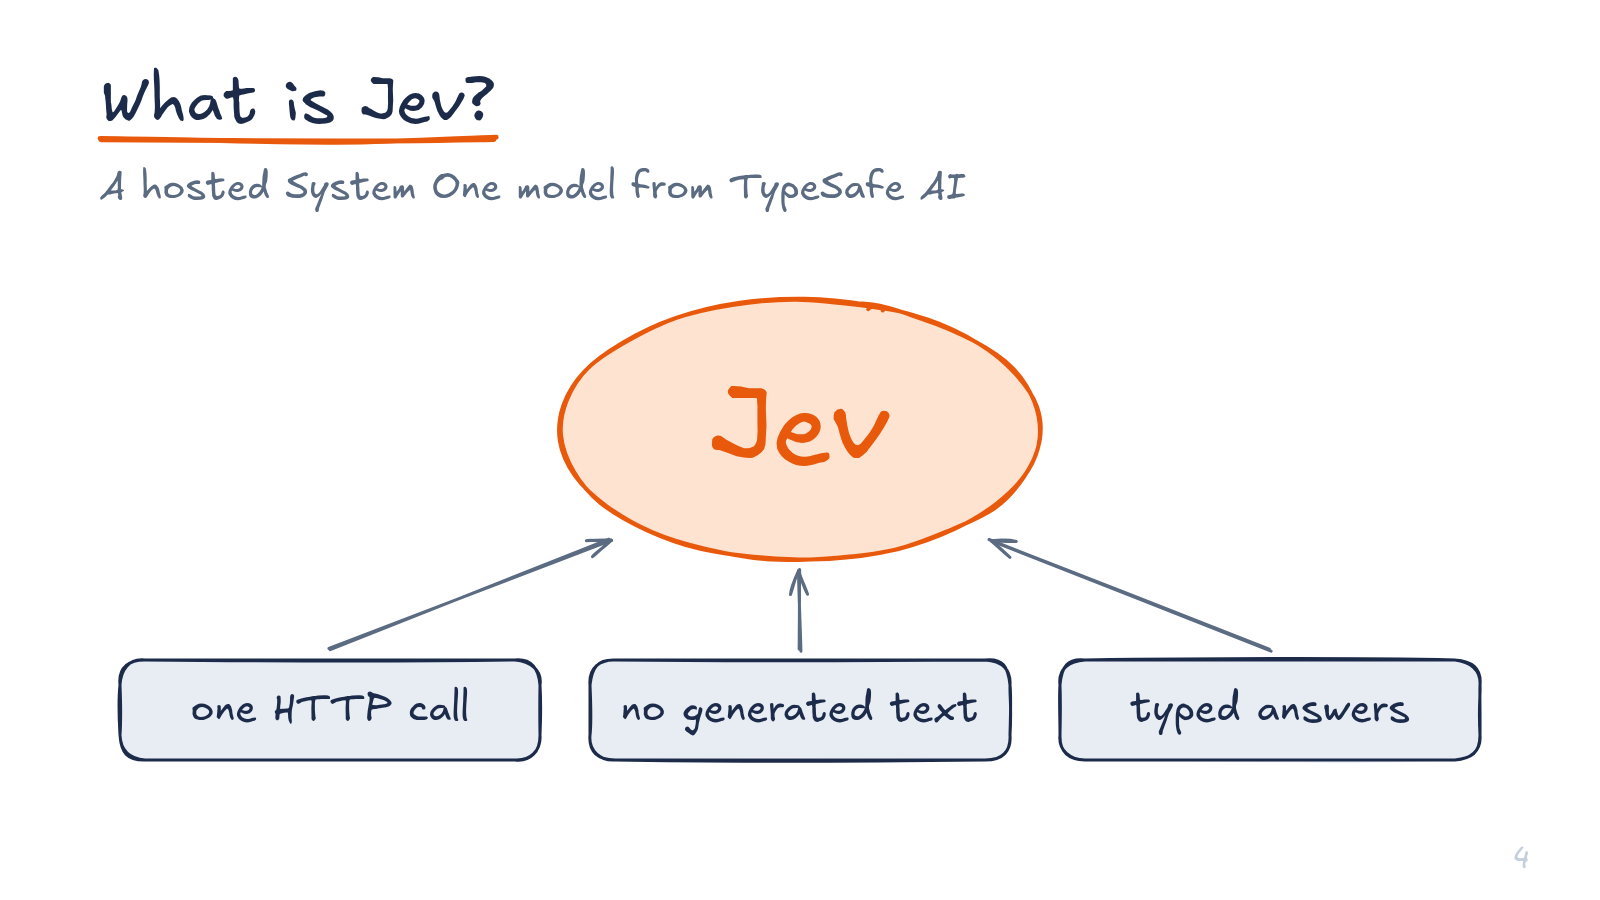 What is Jev?
A hosted System One model from TypeSafe AI
Jev
one HTTP call
no generated text
typed answers
4